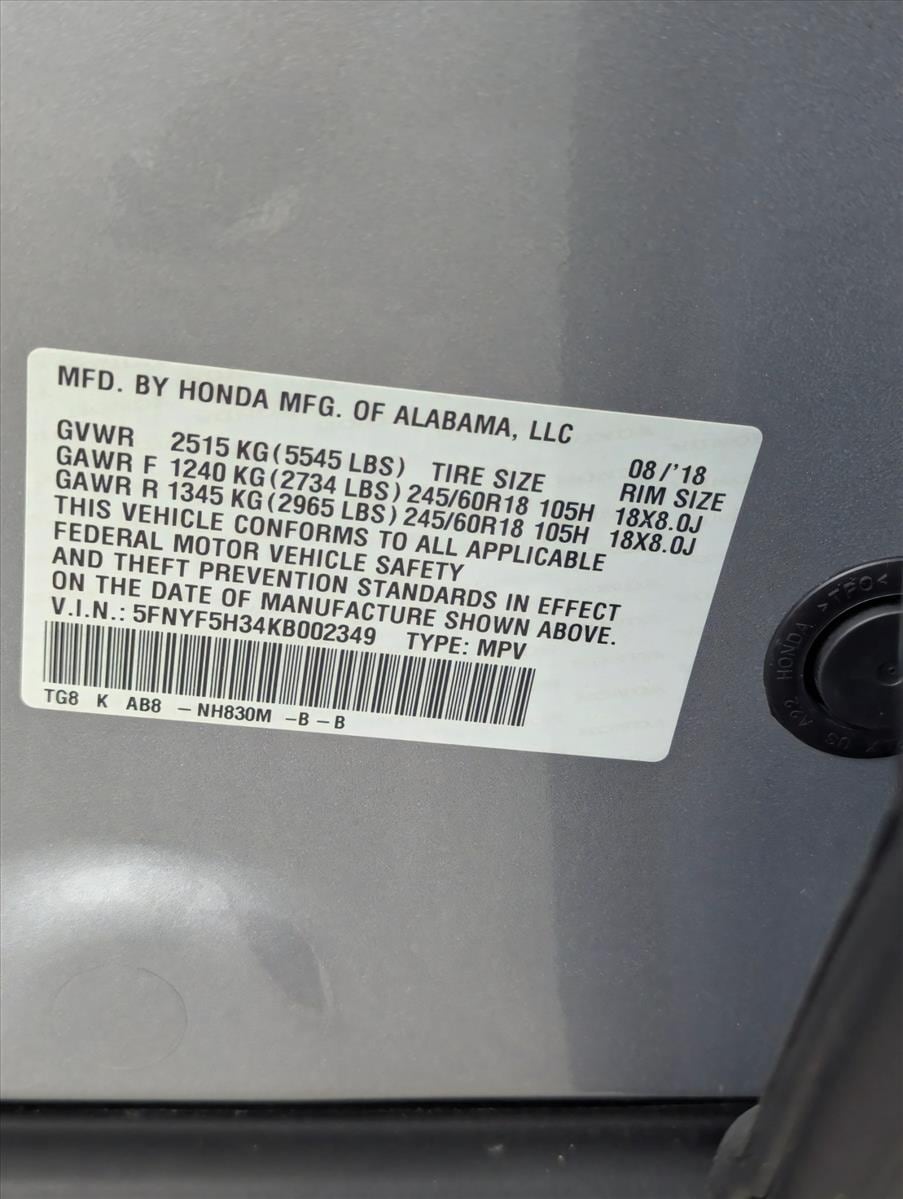 MFD. BY HONDA MFG. OF ALABAMA, LLC
08/'18
GVWR 2515 KG(5545 LBS) TIRE SIZE RIM SIZE
GAWR F 1240 KG(2734 LBS) 245/60R18 105H 18X8.0J
GAWR R 1345 KG(2965 LBS) 245/60R18 105H 18X8.0J
THIS VEHICLE CONFORMS TO ALL APPLICABLE
FEDERAL MOTOR VEHICLE SAFETY
AND THEFT PREVENTION STANDARDS IN EFFECT
ON THE DATE OF MANUFACTURE SHOWN ABOVE.
V.I.N.: 5FNYF5H34KB002349 TYPE: MPV
TG8 K AB8 -NH830M -B-B
HONDA >TPO<
A22